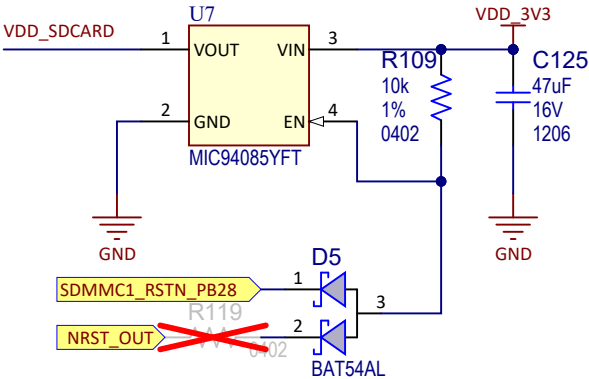 U7
VDD_3V3
VDD_SDCARD
1
VOUT
VIN
3
R109
10k
1%
0402
C125
47uF
16V
1206
2
GND
EN
4
MIC94085YFT
GND
GND
D5
SDMMC1_RSTN_PB28
1
3
R119
NRST_OUT
2
0402
BAT54AL